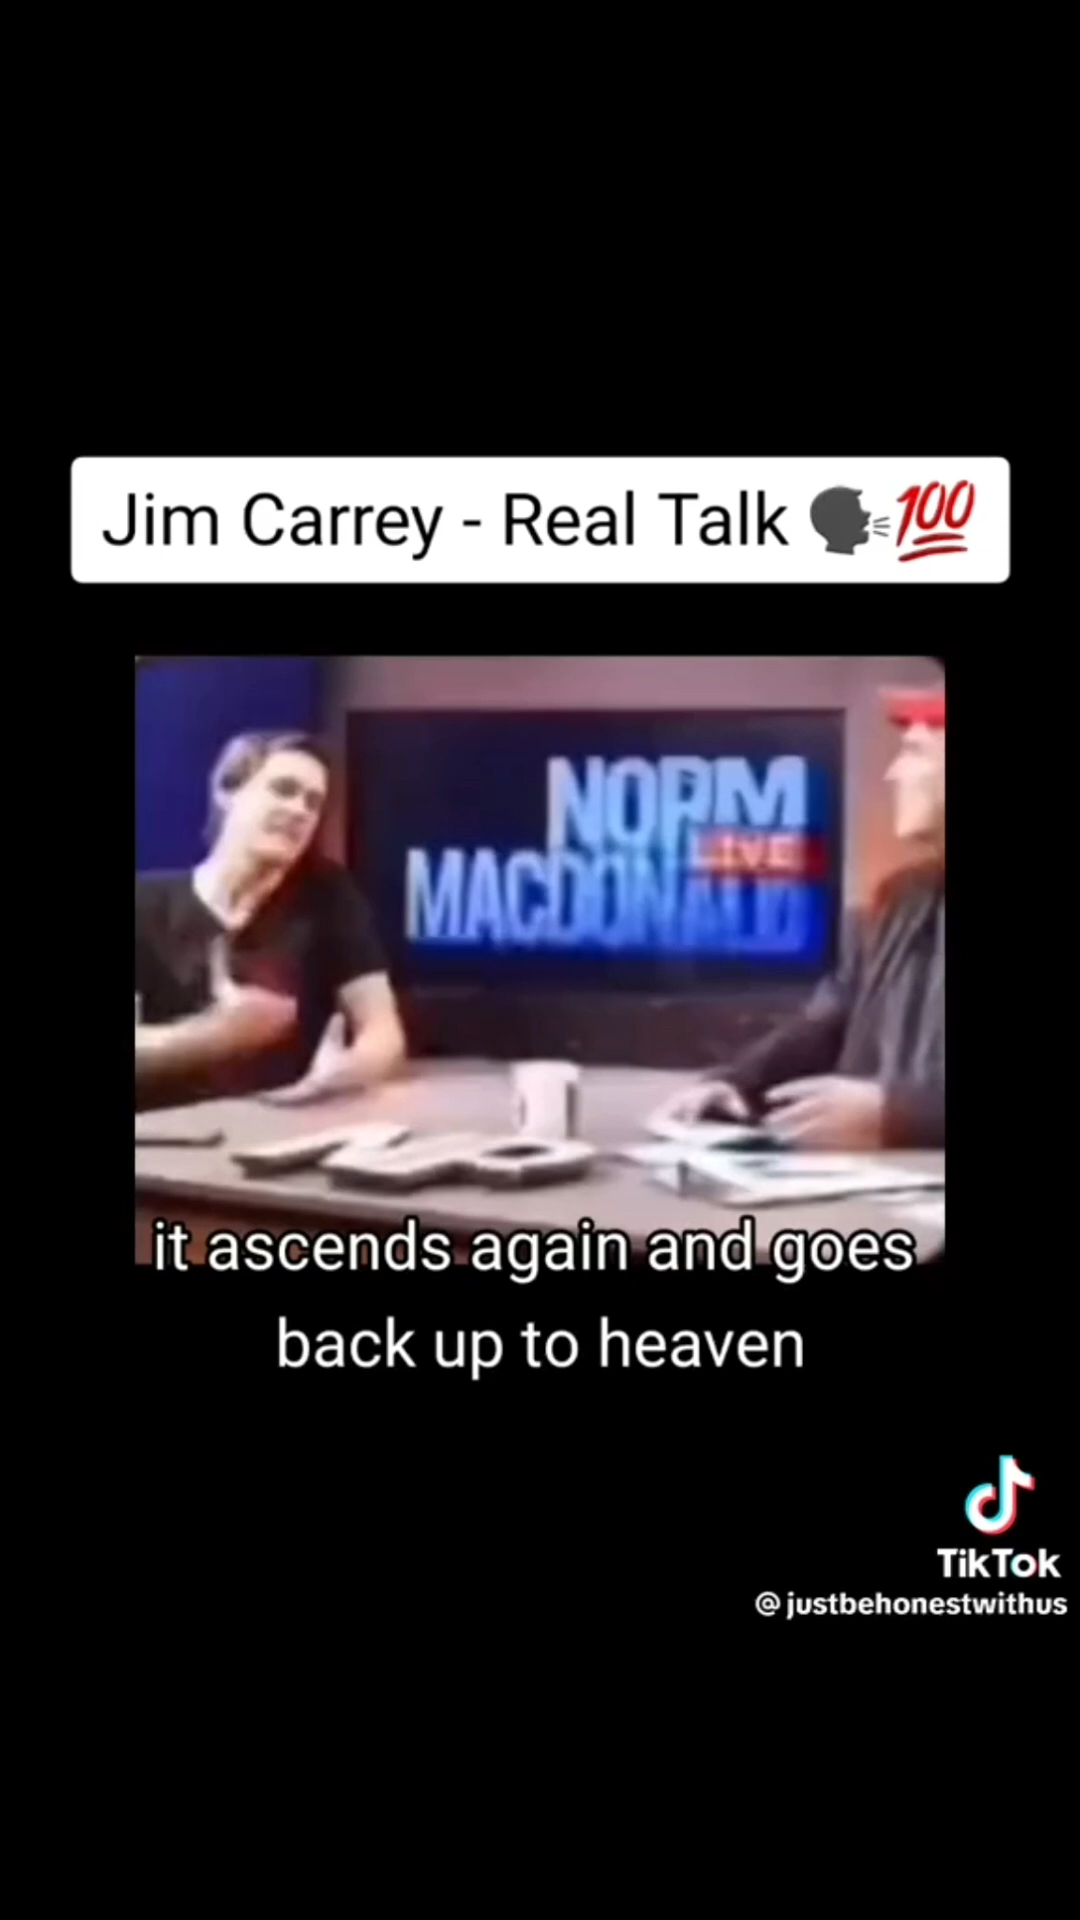 Jim Carrey - Real Talk 🗣️💯
NORM
LIVE
MACDONALD
it ascends again and goes
back up to heaven
TikTok
@justbehonestwithus